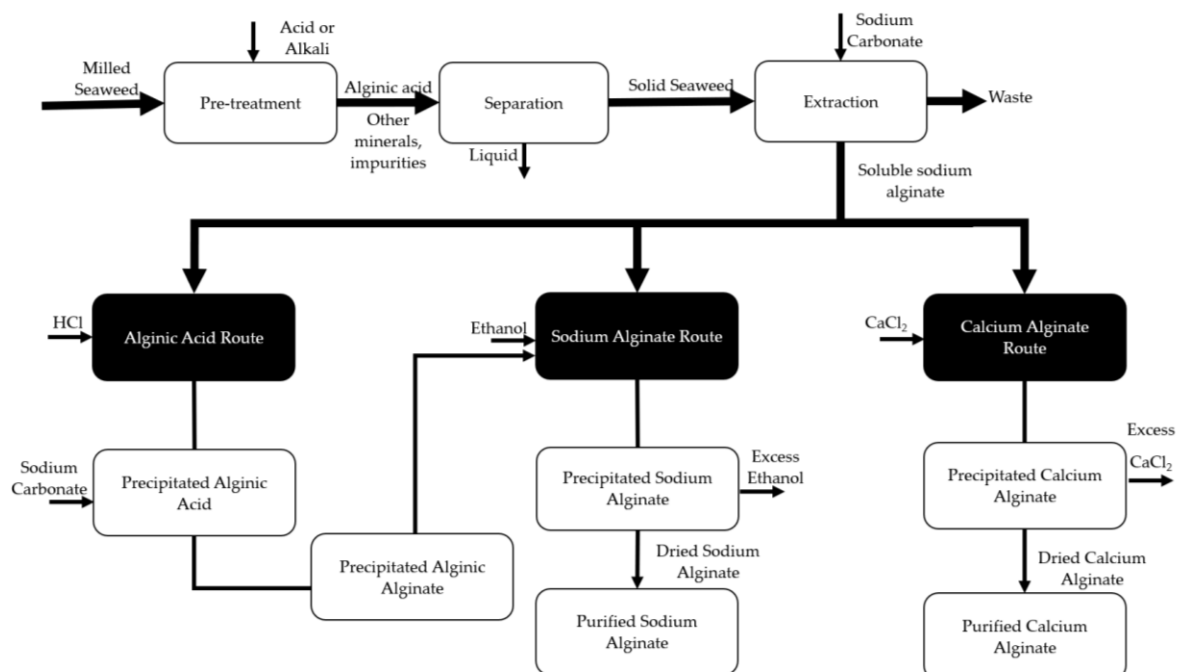 Acid or
Alkali
Sodium
Carbonate
Milled
Seaweed
Pre-treatment
Alginic acid
Other
minerals,
impurities
Separation
Liquid
Solid Seaweed
Extraction
Waste
Soluble sodium
alginate
HCl
Alginic Acid Route
Ethanol
Sodium Alginate Route
CaCl₂
Calcium Alginate
Route
Sodium
Carbonate
Precipitated Alginic
Acid
Precipitated Alginic
Alginate
Precipitated Sodium
Alginate
Excess
Ethanol
Precipitated Calcium
Alginate
Excess
CaCl₂
Dried Sodium
Alginate
Dried Calcium
Alginate
Purified Sodium
Alginate
Purified Calcium
Alginate